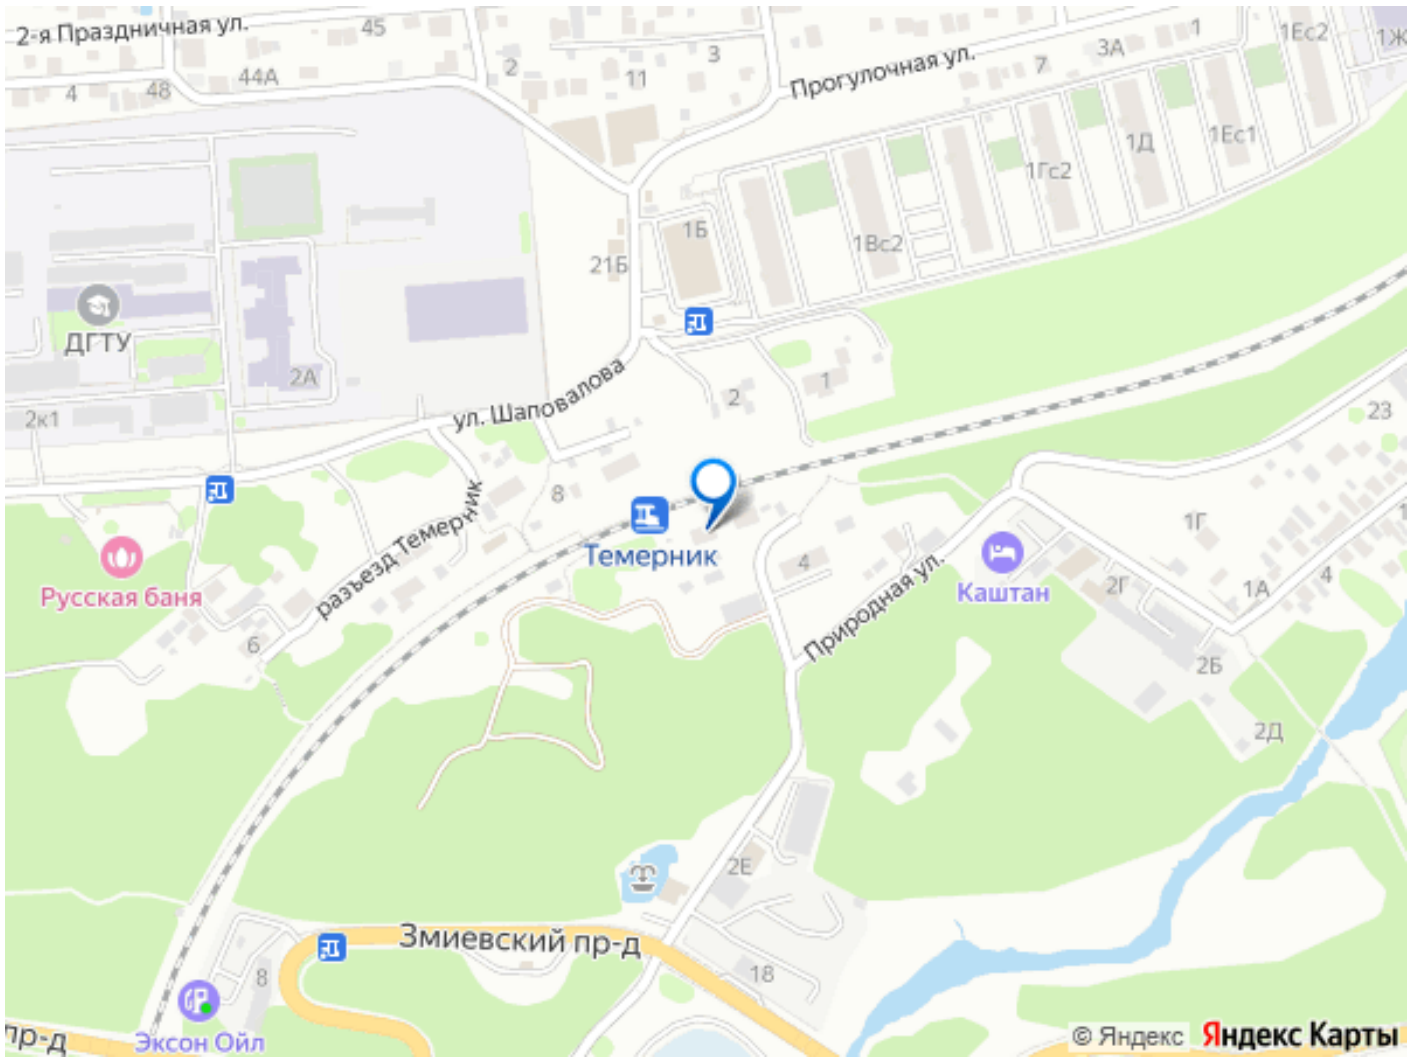 2-я Праздничная ул.
45
2
3
11
Прогулочная ул.
7
3А
1
1Ес2
1Ж
4
48
44А
1Д
1Ес1
1Гс2
1Б
1Вс2
21Б
ДГТУ
2А
2к1
ул. Шаповалова
2
1
23
8
разъезд Темерник
Темерник
Русская баня
6
4
Природная ул.
Каштан
1Г
2Г
1А
4
2Б
2Д
2Е
Змиевский пр-д
18
8
Эксон Ойл
пр-д
© Яндекс Яндекс Карты